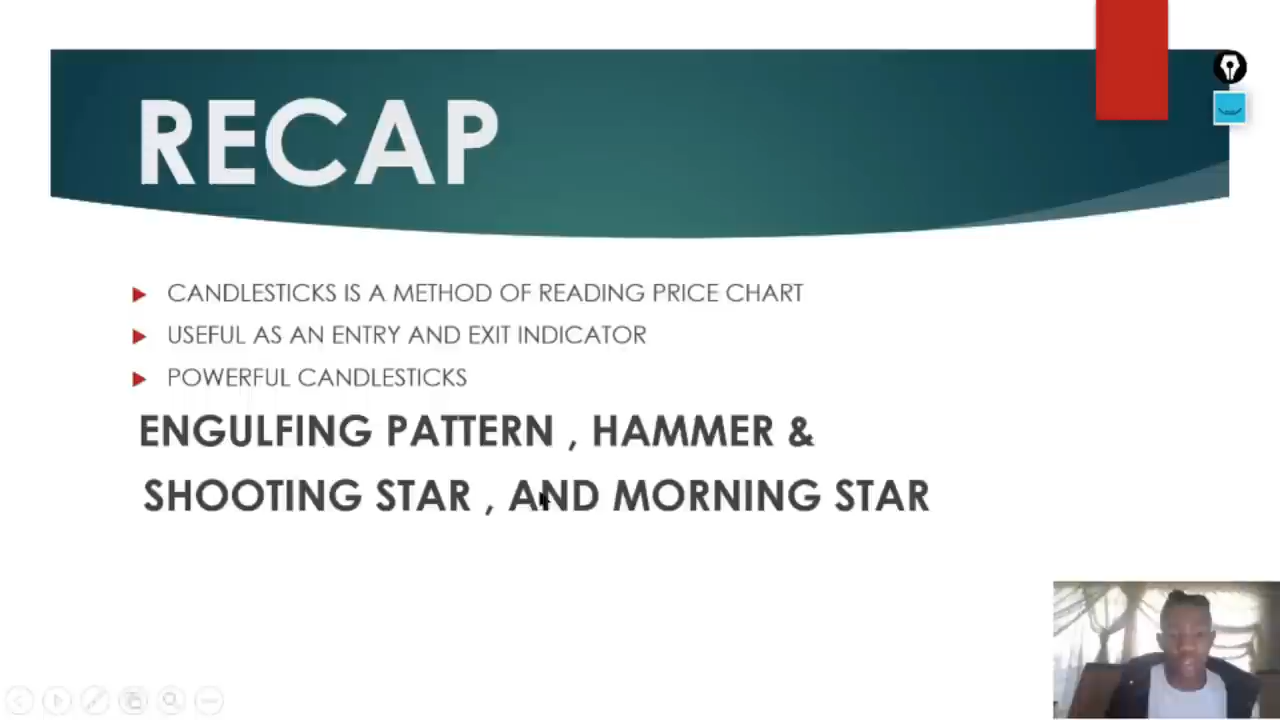 RECAP
CANDLESTICKS IS A METHOD OF READING PRICE CHART
USEFUL AS AN ENTRY AND EXIT INDICATOR
POWERFUL CANDLESTICKS
ENGULFING PATTERN , HAMMER &
SHOOTING STAR , AND MORNING STAR